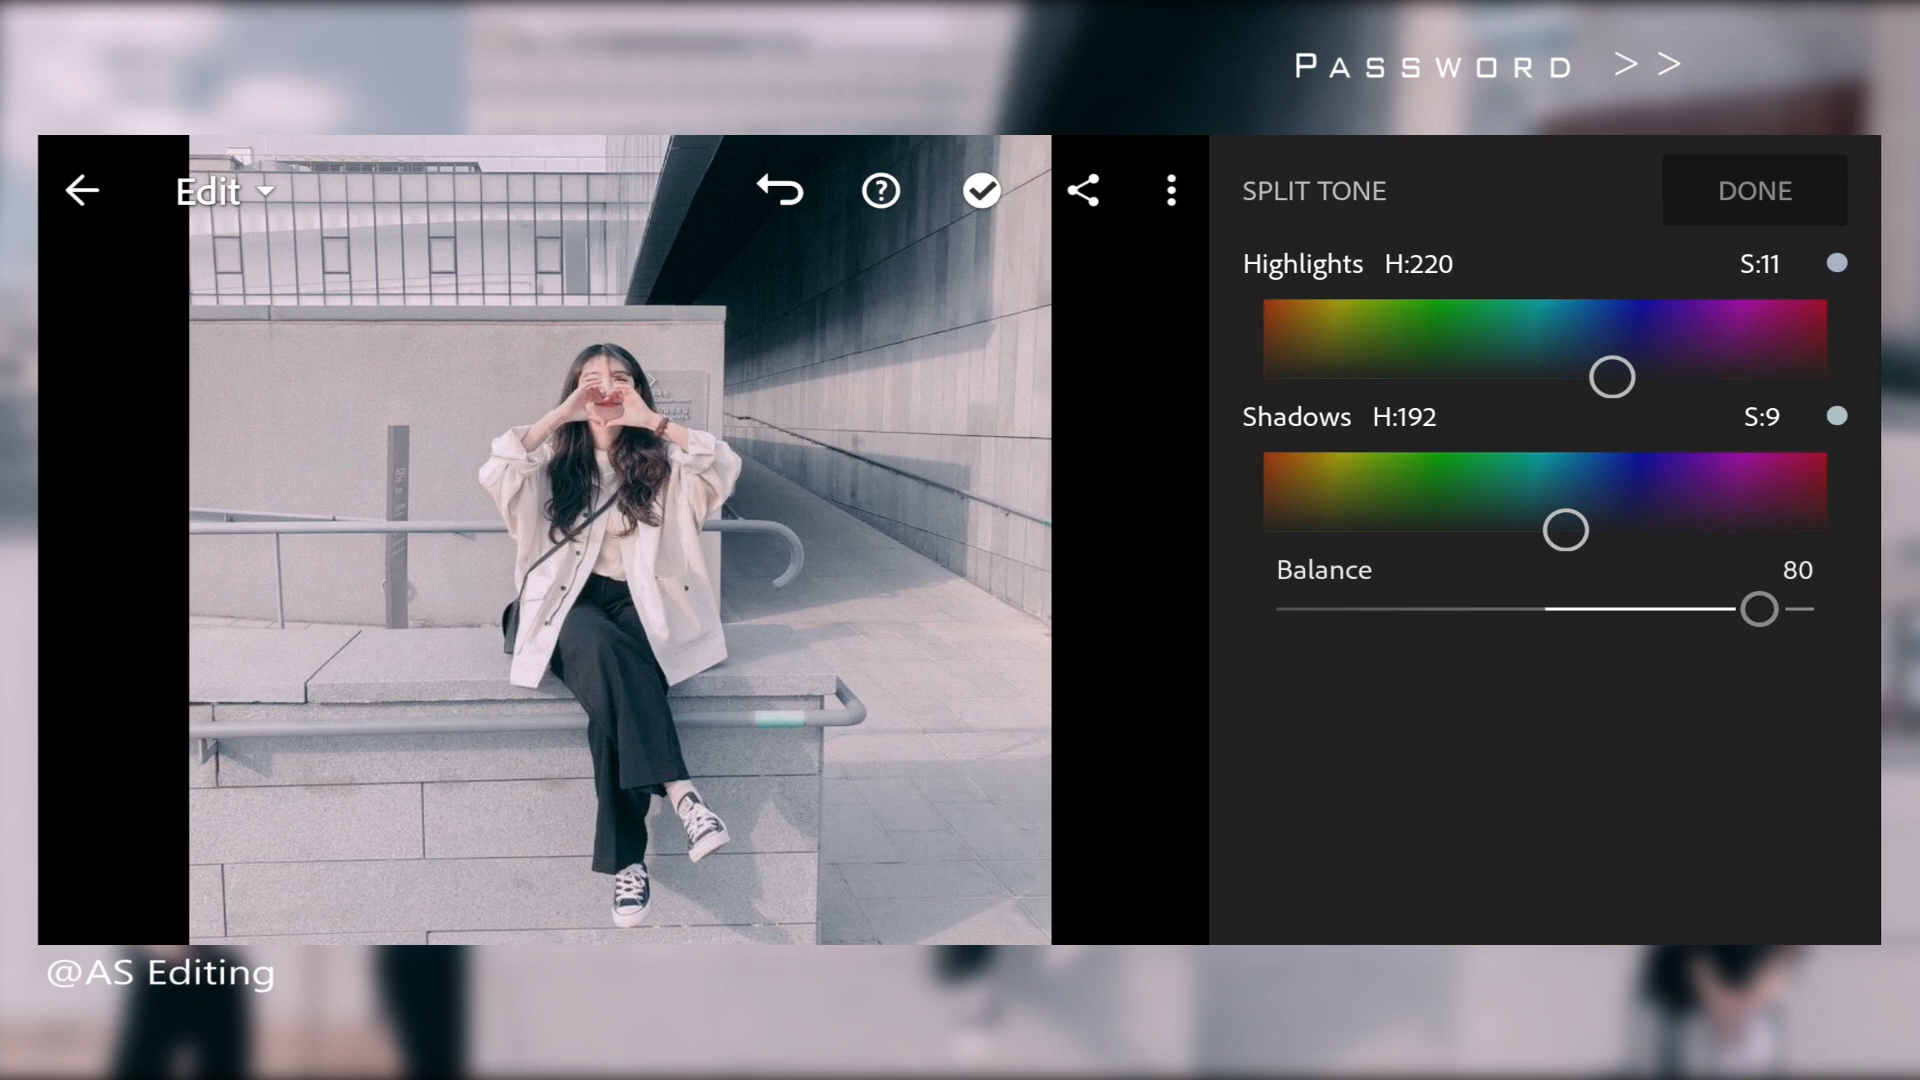 PASSWORD >>
Edit
SPLIT TONE
DONE
Highlights H:220 S:11
Shadows H:192 S:9
Balance 80
@AS Editing